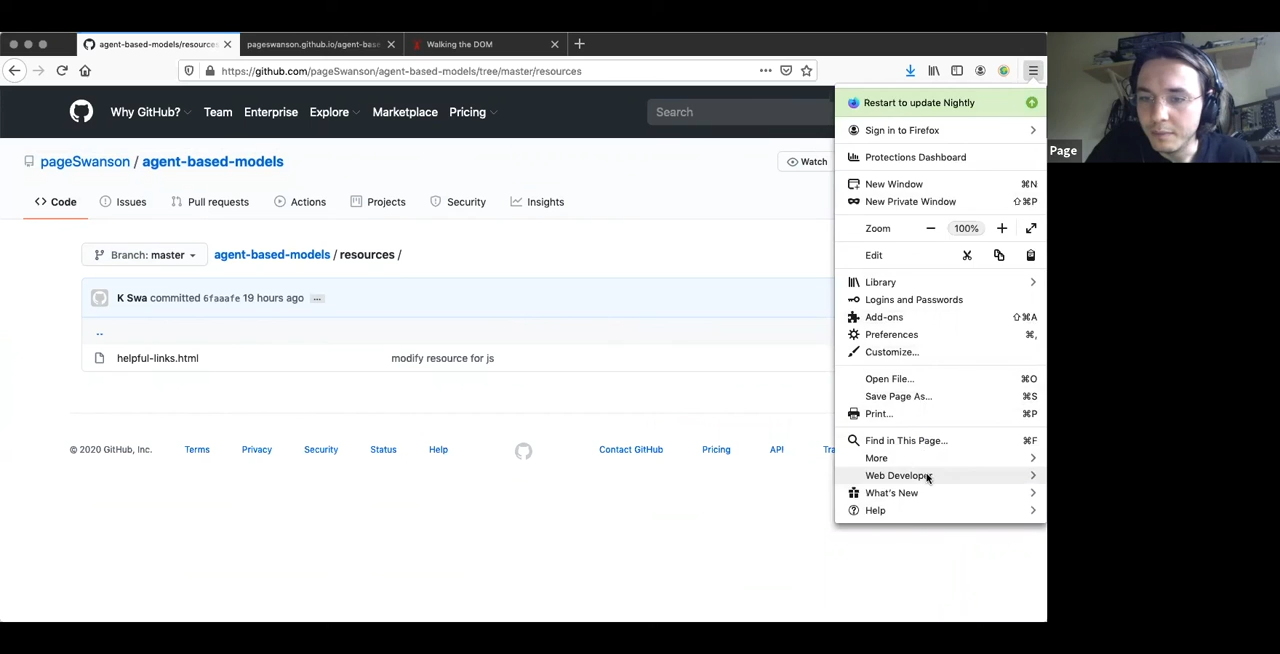 agent-based-models/resources
pageswanson.github.io/agent-base
Walking the DOM
https://github.com/pageSwanson/agent-based-models/tree/master/resources
Why GitHub? Team Enterprise Explore Marketplace Pricing Search
pageSwanson / agent-based-models
Watch
Code Issues Pull requests Actions Projects Security Insights
Branch: master agent-based-models / resources /
K Swa committed 6faaafe 19 hours ago ...
..
helpful-links.html modify resource for js
© 2020 GitHub, Inc. Terms Privacy Security Status Help Contact GitHub Pricing API Tra
Restart to update Nightly
Sign in to Firefox
Protections Dashboard
New Window ⌘N
New Private Window ⇧⌘P
Zoom − 100% +
Edit
Library
Logins and Passwords
Add-ons ⇧⌘A
Preferences ⌘,
Customize...
Open File... ⌘O
Save Page As... ⌘S
Print... ⌘P
Find in This Page... ⌘F
More
Web Developer
What's New
Help
Page